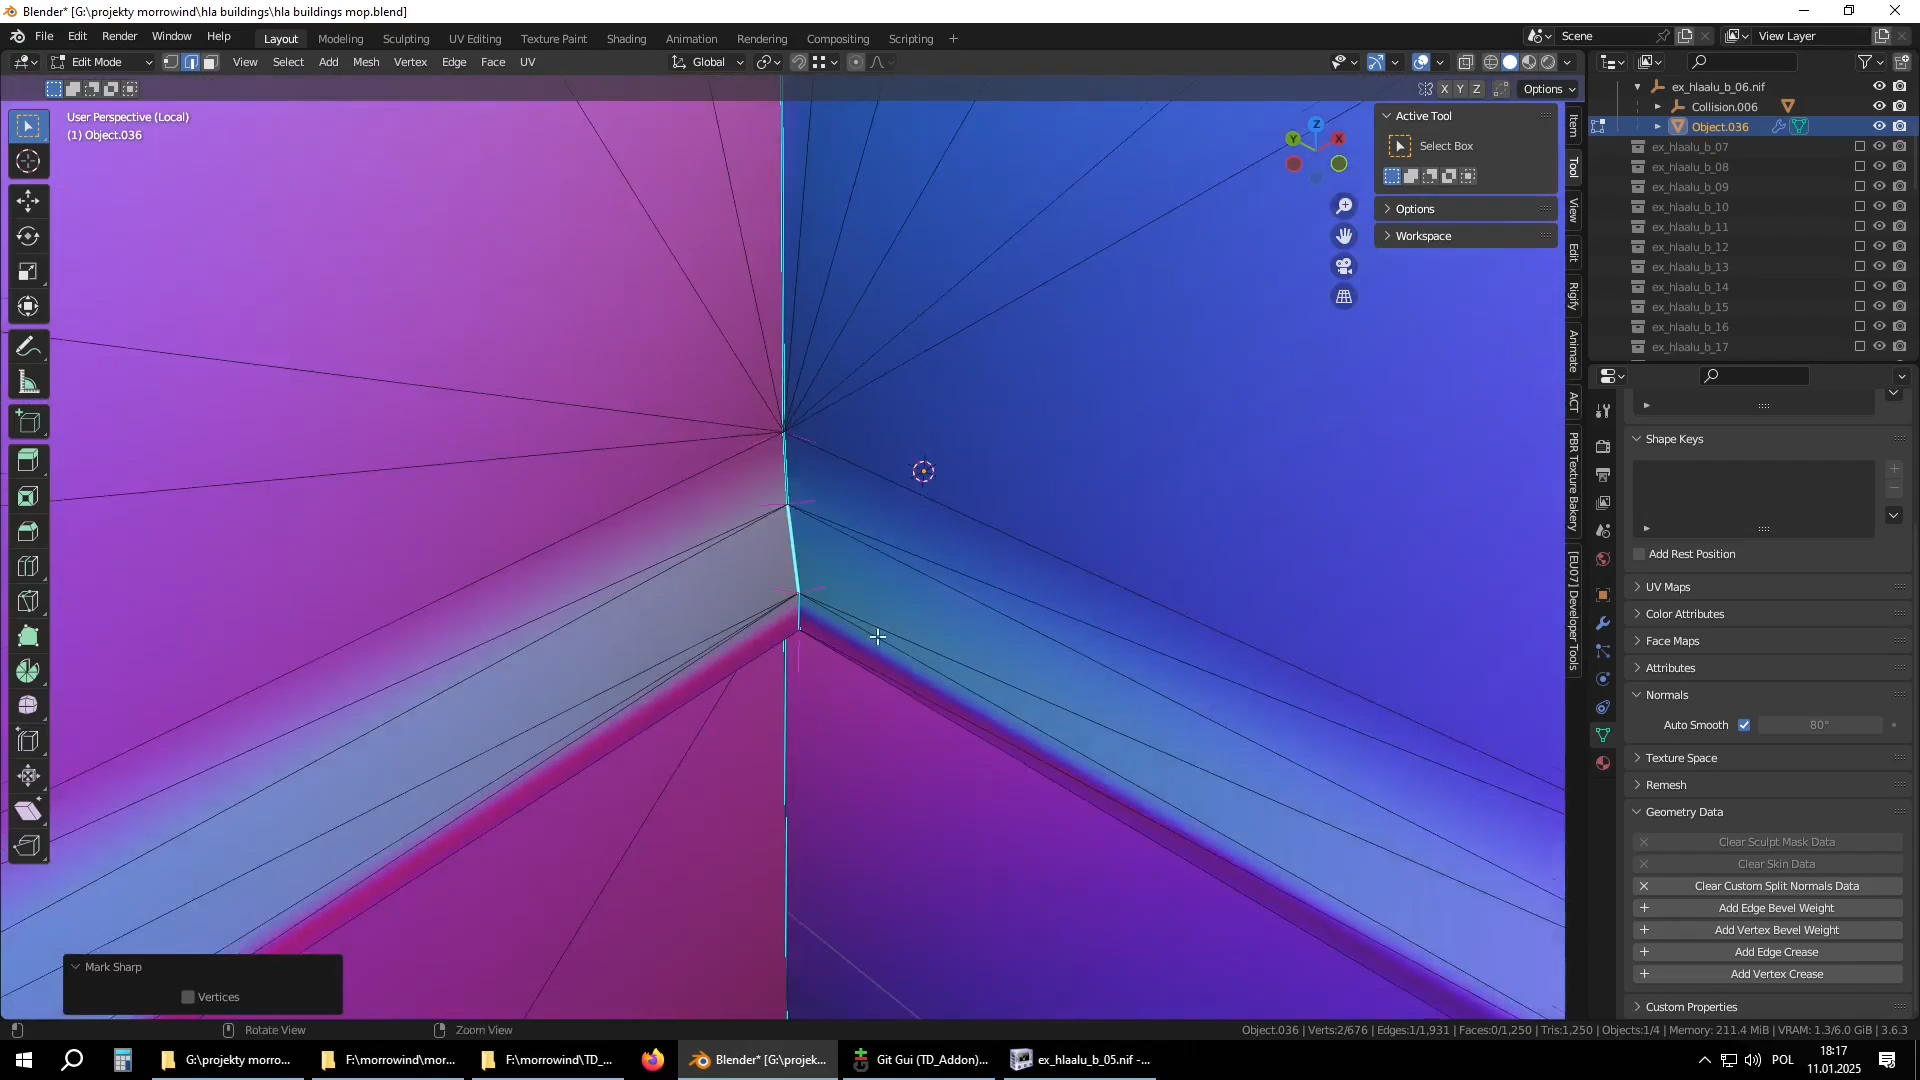 Blender* [G:\projekty morrowind\hla buildings\hla buildings mop.blend]
File Edit Render Window Help
Layout Modeling Sculpting UV Editing Texture Paint Shading Animation Rendering Compositing Scripting
Scene
View Layer
Edit Mode View Select Add Mesh Vertex Edge Face UV
Global
X Y Z Options
User Perspective (Local)
(1) Object.036
Z
Y
X
Active Tool
Select Box
Options
Workspace
Item
Tool
View
Edit
Rigify
Animate
ACT
PBR Texture Bakery
[EU07] Developer Tools
ex_hlaalu_b_06.nif
Collision.006
Object.036
ex_hlaalu_b_07
ex_hlaalu_b_08
ex_hlaalu_b_09
ex_hlaalu_b_10
ex_hlaalu_b_11
ex_hlaalu_b_12
ex_hlaalu_b_13
ex_hlaalu_b_14
ex_hlaalu_b_15
ex_hlaalu_b_16
ex_hlaalu_b_17
Shape Keys
Add Rest Position
UV Maps
Color Attributes
Face Maps
Attributes
Normals
Auto Smooth 80°
Texture Space
Remesh
Geometry Data
Clear Sculpt Mask Data
Clear Skin Data
Clear Custom Split Normals Data
Add Edge Bevel Weight
Add Vertex Bevel Weight
Add Edge Crease
Add Vertex Crease
Custom Properties
Mark Sharp
Vertices
Rotate View
Zoom View
Object.036 | Verts:2/676 | Edges:1/1,931 | Faces:0/1,250 | Tris:1,250 | Objects:1/4 | Memory: 211.4 MiB | VRAM: 1.3/6.0 GiB | 3.6.3
G:\projekty morro...
F:\morrowind\mor...
F:\morrowind\TD_...
Blender* [G:\projek...
Git Gui (TD_Addon)...
ex_hlaalu_b_05.nif -...
POL
18:17
11.01.2025